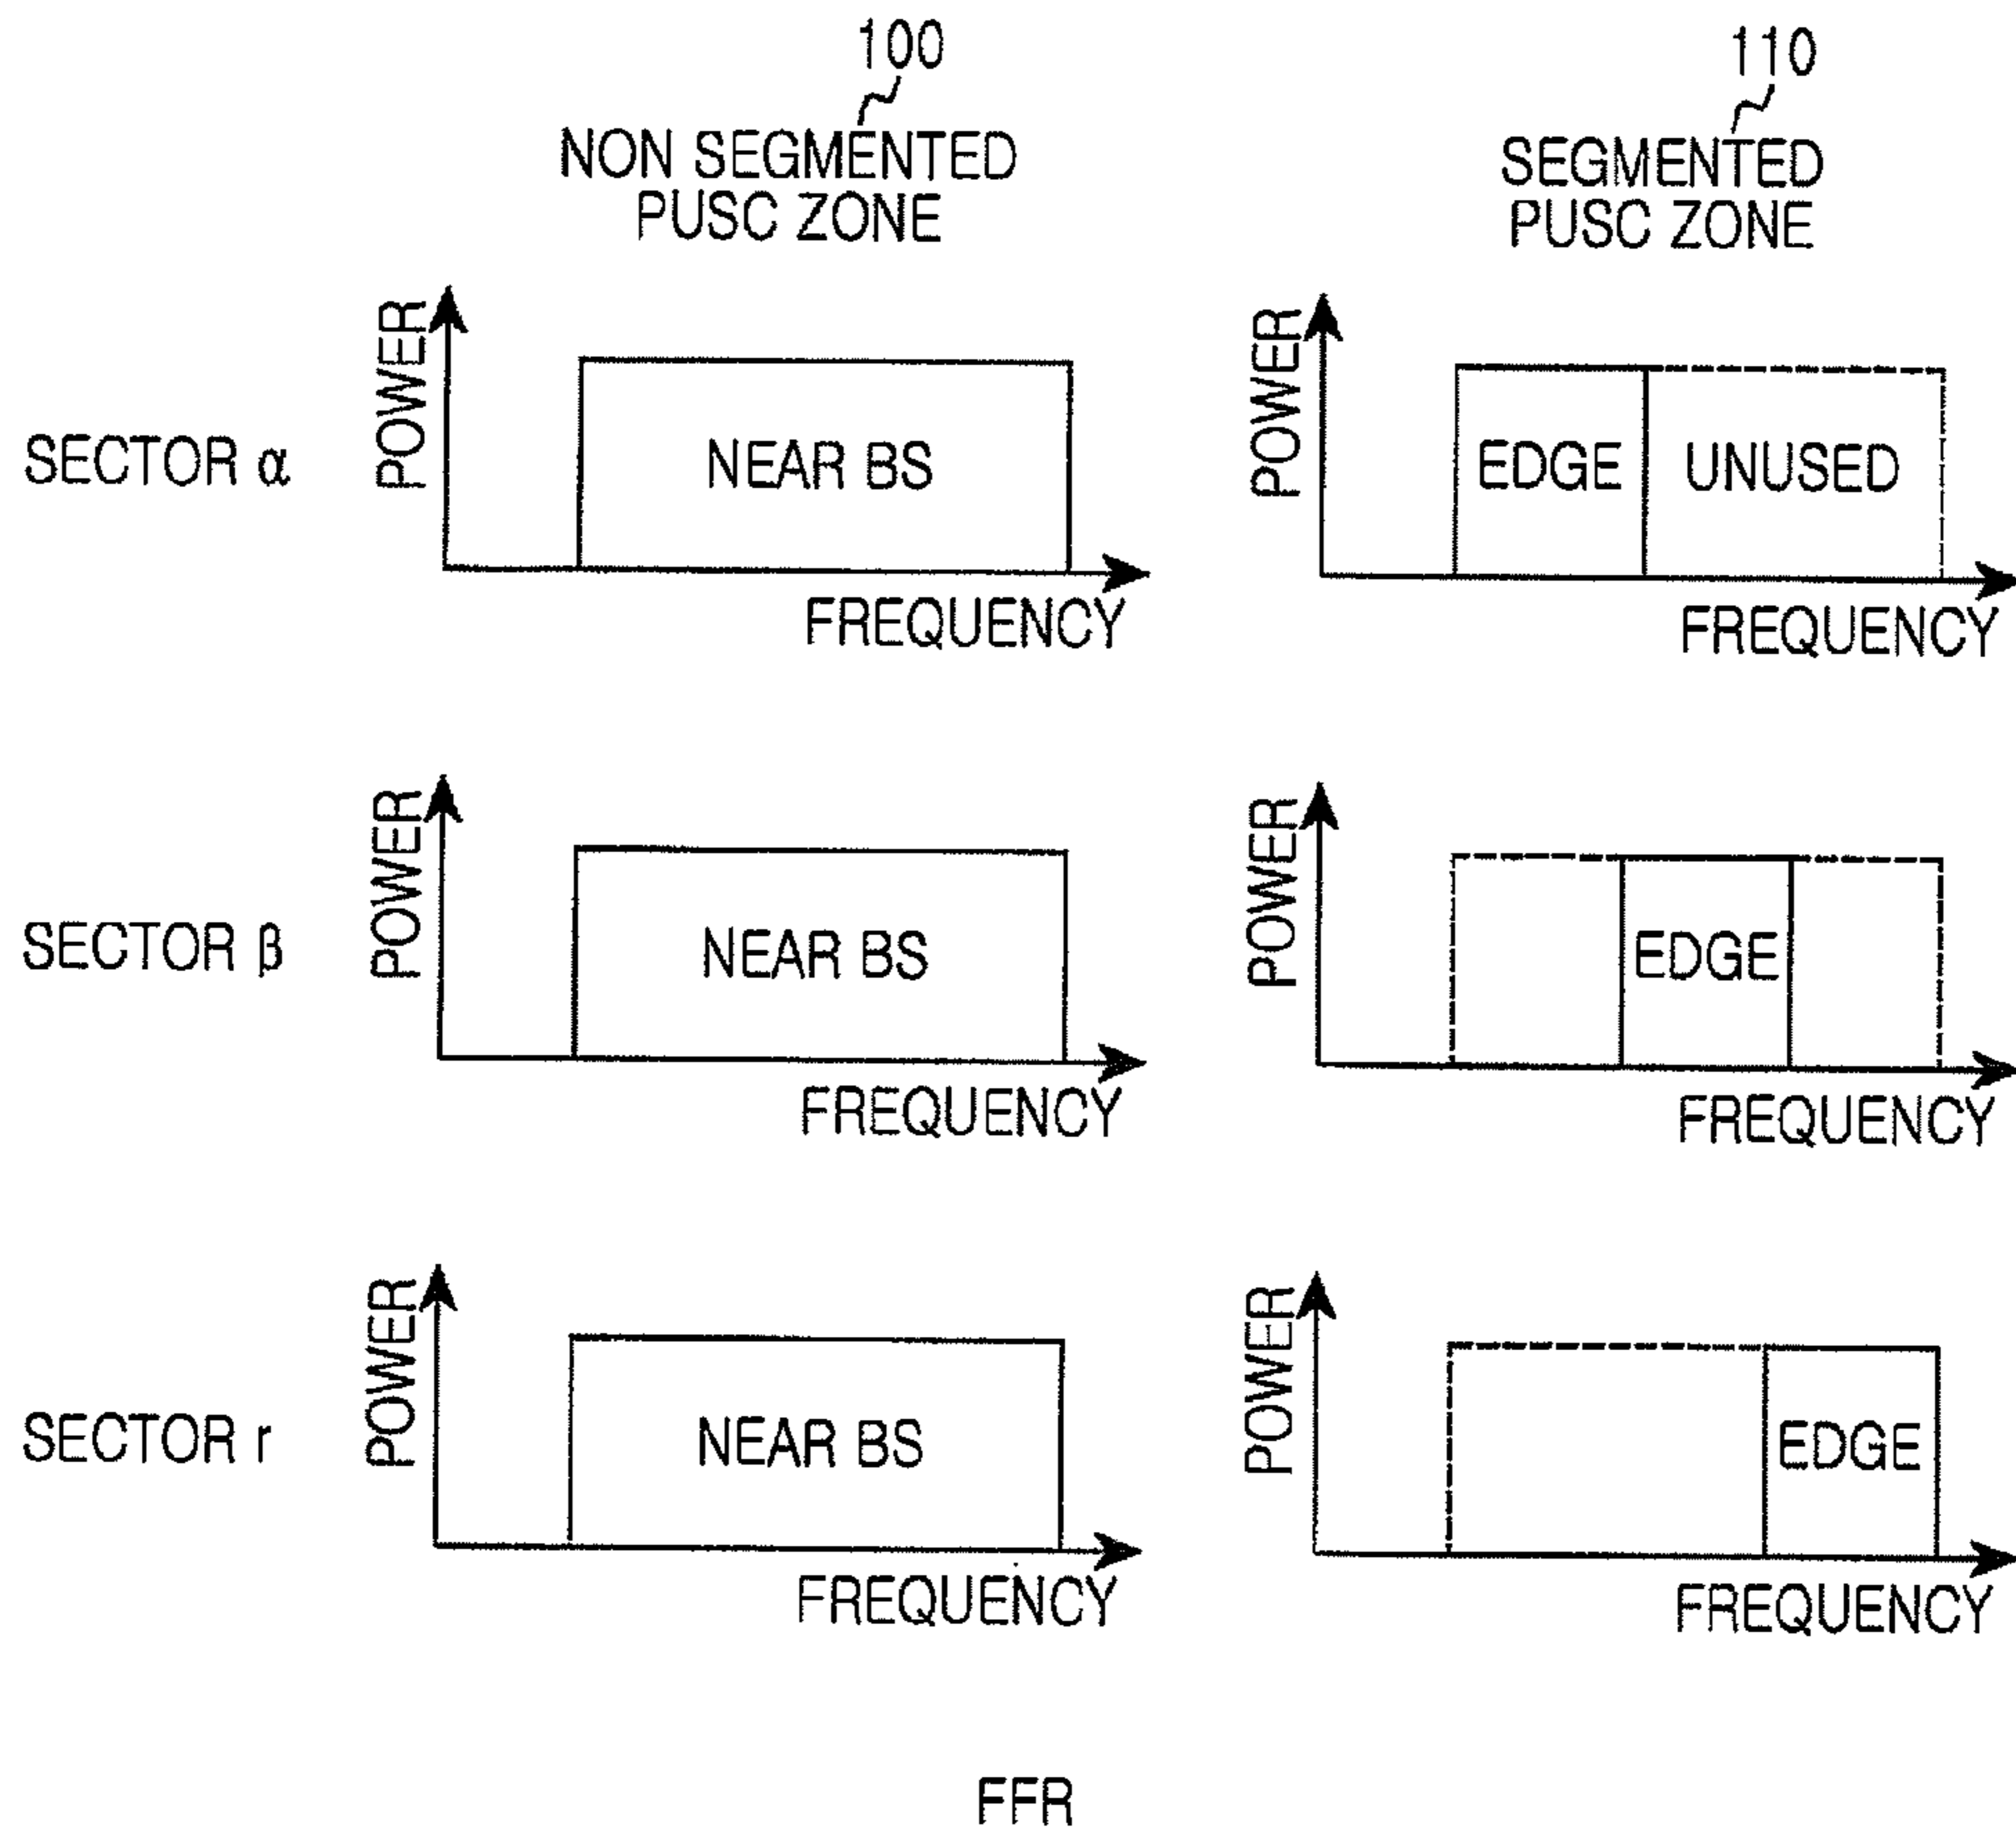 100
110
NON SEGMENTED
PUSC ZONE
SEGMENTED
PUSC ZONE
SECTOR α
POWER
NEAR BS
FREQUENCY
POWER
EDGE
UNUSED
FREQUENCY
SECTOR β
POWER
NEAR BS
FREQUENCY
POWER
EDGE
FREQUENCY
SECTOR r
POWER
NEAR BS
FREQUENCY
POWER
EDGE
FREQUENCY
FFR